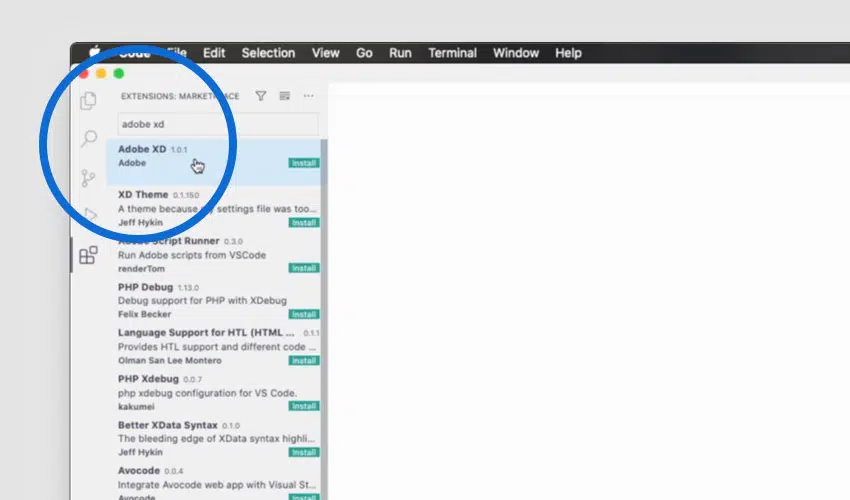 Code File Edit Selection View Go Run Terminal Window Help
EXTENSIONS: MARKETPLACE ...
adobe xd
Adobe XD 1.0.1
Adobe Install
XD Theme 0.1.150
A theme because my settings file was too...
Jeff Hykin Install
Adobe Script Runner 0.3.0
Run Adobe scripts from VSCode
renderTom Install
PHP Debug 1.13.0
Debug support for PHP with XDebug
Felix Becker Install
Language Support for HTL (HTML ... 0.1.1
Provides HTL support and different code ...
Olman San Lee Montero Install
PHP Xdebug 0.0.7
php xdebug configuration for VS Code.
kakumei Install
Better XData Syntax 0.1.0
The bleeding edge of XData syntax highli...
Jeff Hykin Install
Avocode 0.0.4
Integrate Avocode web app with Visual St...
Avocode Install